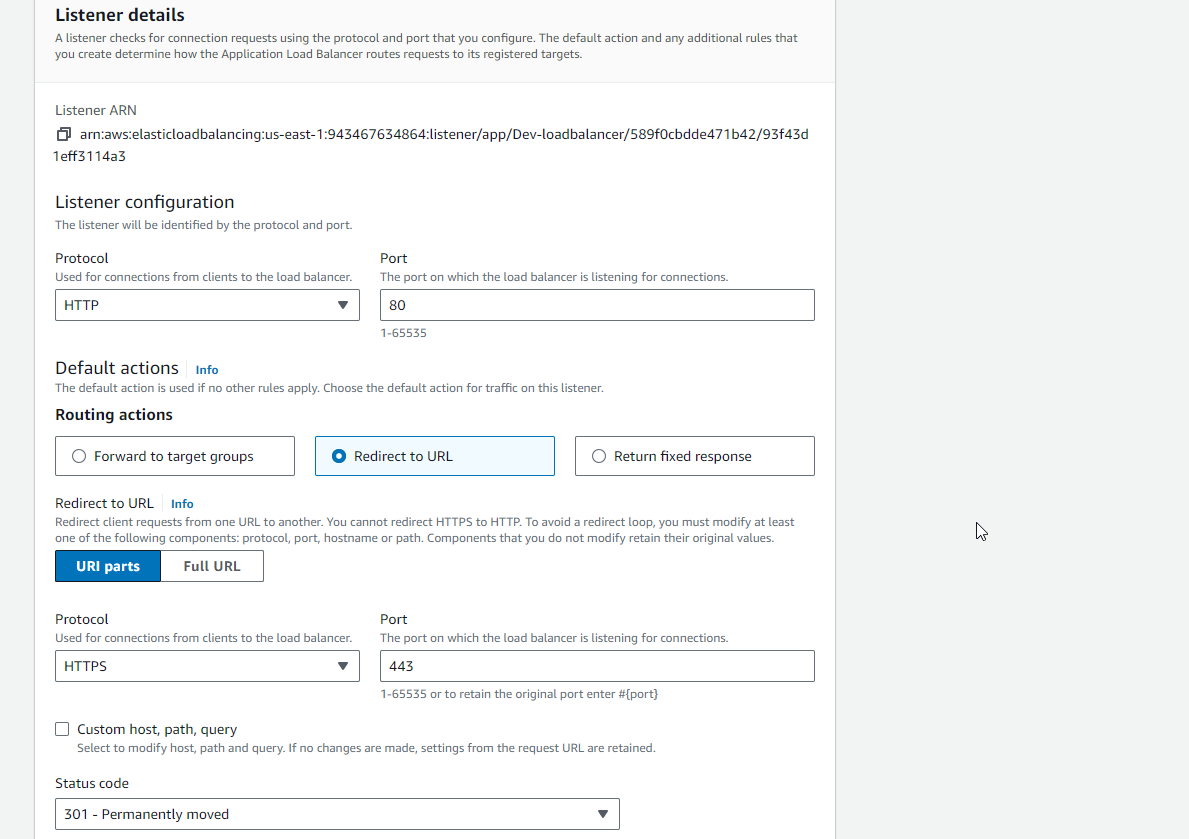 Listener details
A listener checks for connection requests using the protocol and port that you configure. The default action and any additional rules that
you create determine how the Application Load Balancer routes requests to its registered targets.
Listener ARN
arn:aws:elasticloadbalancing:us-east-1:943467634864:listener/app/Dev-loadbalancer/589f0cbdde471b42/93f43d
1eff3114a3
Listener configuration
The listener will be identified by the protocol and port.
Protocol Port
Used for connections from clients to the load balancer. The port on which the load balancer is listening for connections.
HTTP 80
1-65535
Default actions Info
The default action is used if no other rules apply. Choose the default action for traffic on this listener.
Routing actions
Forward to target groups Redirect to URL Return fixed response
Redirect to URL Info
Redirect client requests from one URL to another. You cannot redirect HTTPS to HTTP. To avoid a redirect loop, you must modify at least
one of the following components: protocol, port, hostname or path. Components that you do not modify retain their original values.
URI parts Full URL
Protocol Port
Used for connections from clients to the load balancer. The port on which the load balancer is listening for connections.
HTTPS 443
1-65535 or to retain the original port enter #{port}
Custom host, path, query
Select to modify host, path and query. If no changes are made, settings from the request URL are retained.
Status code
301 - Permanently moved